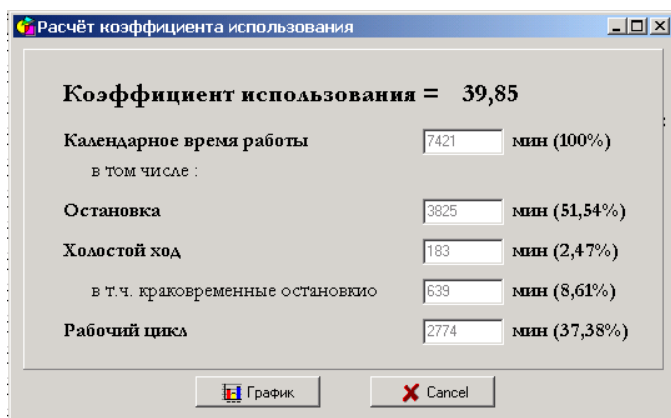 Расчёт коэффициента использования
Коэффициент использования = 39,85
Календарное время работы 7421 мин (100%)
в том числе :
Остановка 3825 мин (51,54%)
Холостой ход 183 мин (2,47%)
в т.ч. краковременные остановкио 639 мин (8,61%)
Рабочий цикл 2774 мин (37,38%)
График Cancel